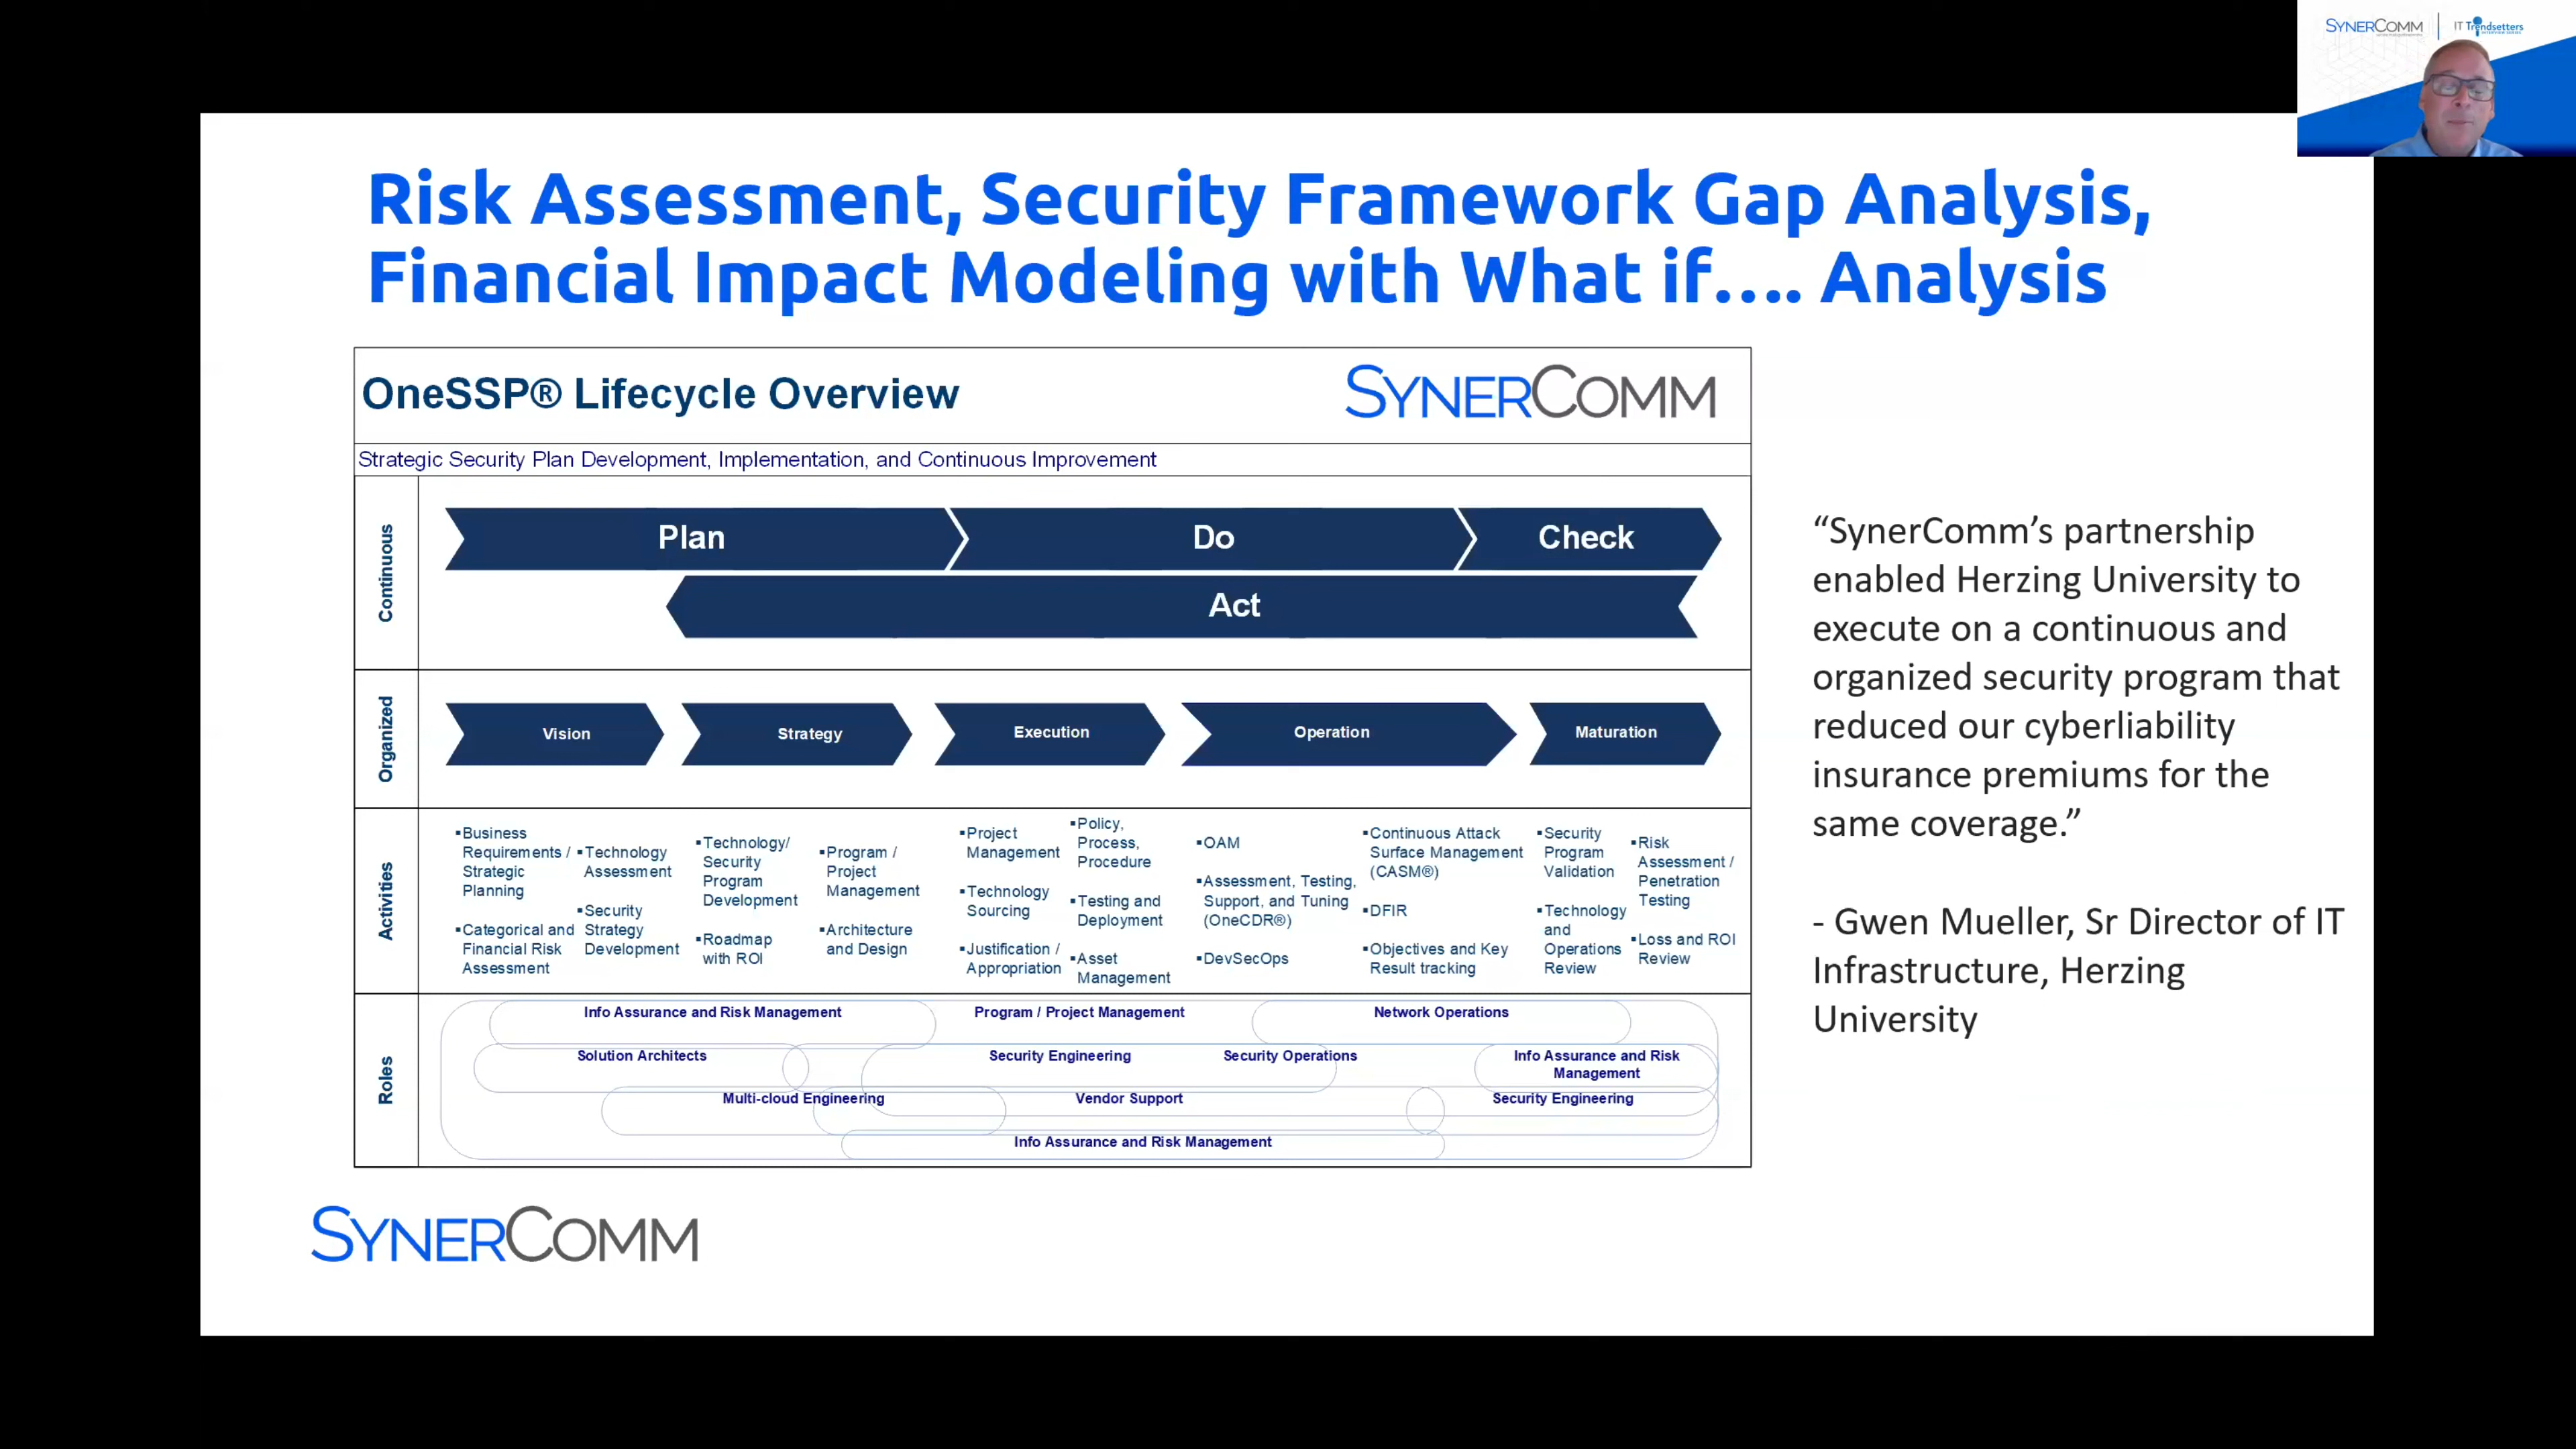 SYNERCOMM
IT Trendsetters
Risk Assessment, Security Framework Gap Analysis,
Financial Impact Modeling with What if…. Analysis
OneSSP® Lifecycle Overview
SYNERCOMM
Strategic Security Plan Development, Implementation, and Continuous Improvement
Continuous
Plan
Do
Check
Act
Organized
Vision
Strategy
Execution
Operation
Maturation
Activities
▪Business
Requirements /
Strategic
Planning
▪Categorical and
Financial Risk
Assessment
▪Technology
Assessment
▪Security
Strategy
Development
▪Technology/
Security
Program
Development
▪Roadmap
with ROI
▪Program /
Project
Management
▪Architecture
and Design
▪Project
Management
▪Technology
Sourcing
▪Justification /
Appropriation
▪Policy,
Process,
Procedure
▪Testing and
Deployment
▪Asset
Management
▪OAM
▪Assessment, Testing,
Support, and Tuning
(OneCDR®)
▪DevSecOps
▪Continuous Attack
Surface Management
(CASM®)
▪DFIR
▪Objectives and Key
Result tracking
▪Security
Program
Validation
▪Technology
and
Operations
Review
▪Risk
Assessment /
Penetration
Testing
▪Loss and ROI
Review
Roles
Info Assurance and Risk Management
Program / Project Management
Network Operations
Solution Architects
Security Engineering
Security Operations
Info Assurance and Risk
Management
Multi-cloud Engineering
Vendor Support
Security Engineering
Info Assurance and Risk Management
“SynerComm’s partnership
enabled Herzing University to
execute on a continuous and
organized security program that
reduced our cyberliability
insurance premiums for the
same coverage.”
- Gwen Mueller, Sr Director of IT
Infrastructure, Herzing
University
SYNERCOMM